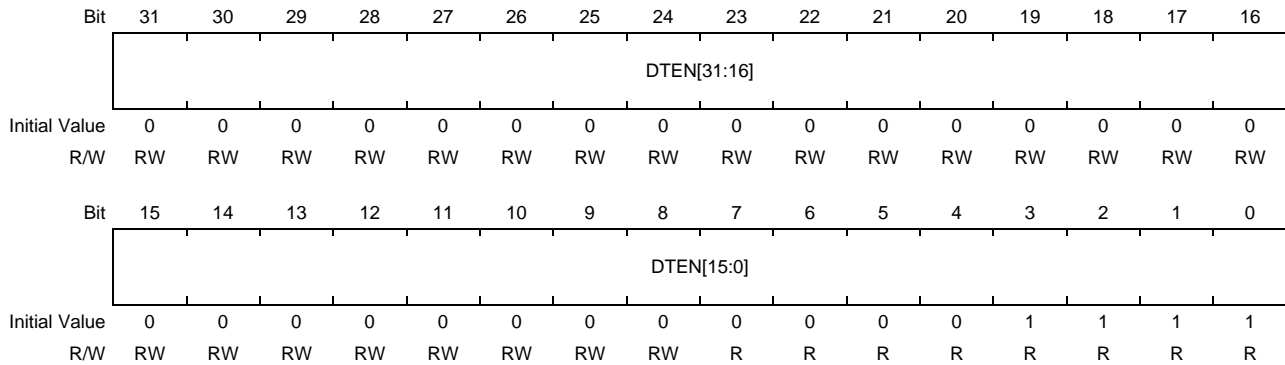 Bit 31 30 29 28 27 26 25 24 23 22 21 20 19 18 17 16
DTEN[31:16]
Initial Value 0 0 0 0 0 0 0 0 0 0 0 0 0 0 0 0
R/W RW RW RW RW RW RW RW RW RW RW RW RW RW RW RW RW
Bit 15 14 13 12 11 10 9 8 7 6 5 4 3 2 1 0
DTEN[15:0]
Initial Value 0 0 0 0 0 0 0 0 0 0 0 0 1 1 1 1
R/W RW RW RW RW RW RW RW RW R R R R R R R R